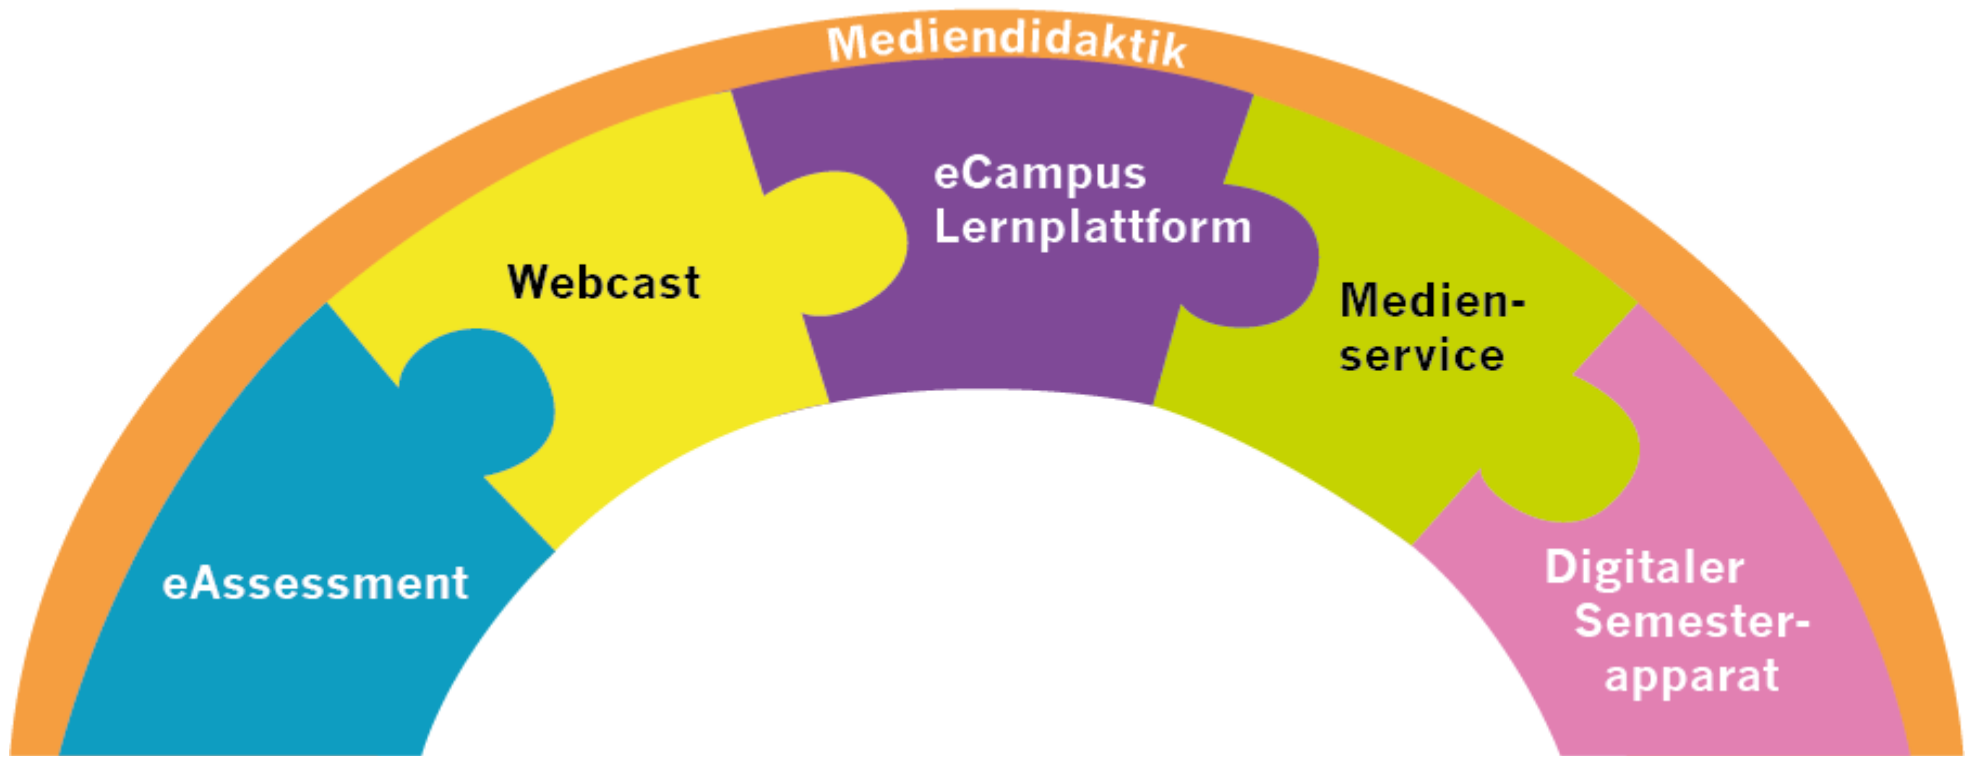 Mediendidaktik
eAssessment
Webcast
eCampus
Lernplattform
Medien-
service
Digitaler
Semester-
apparat